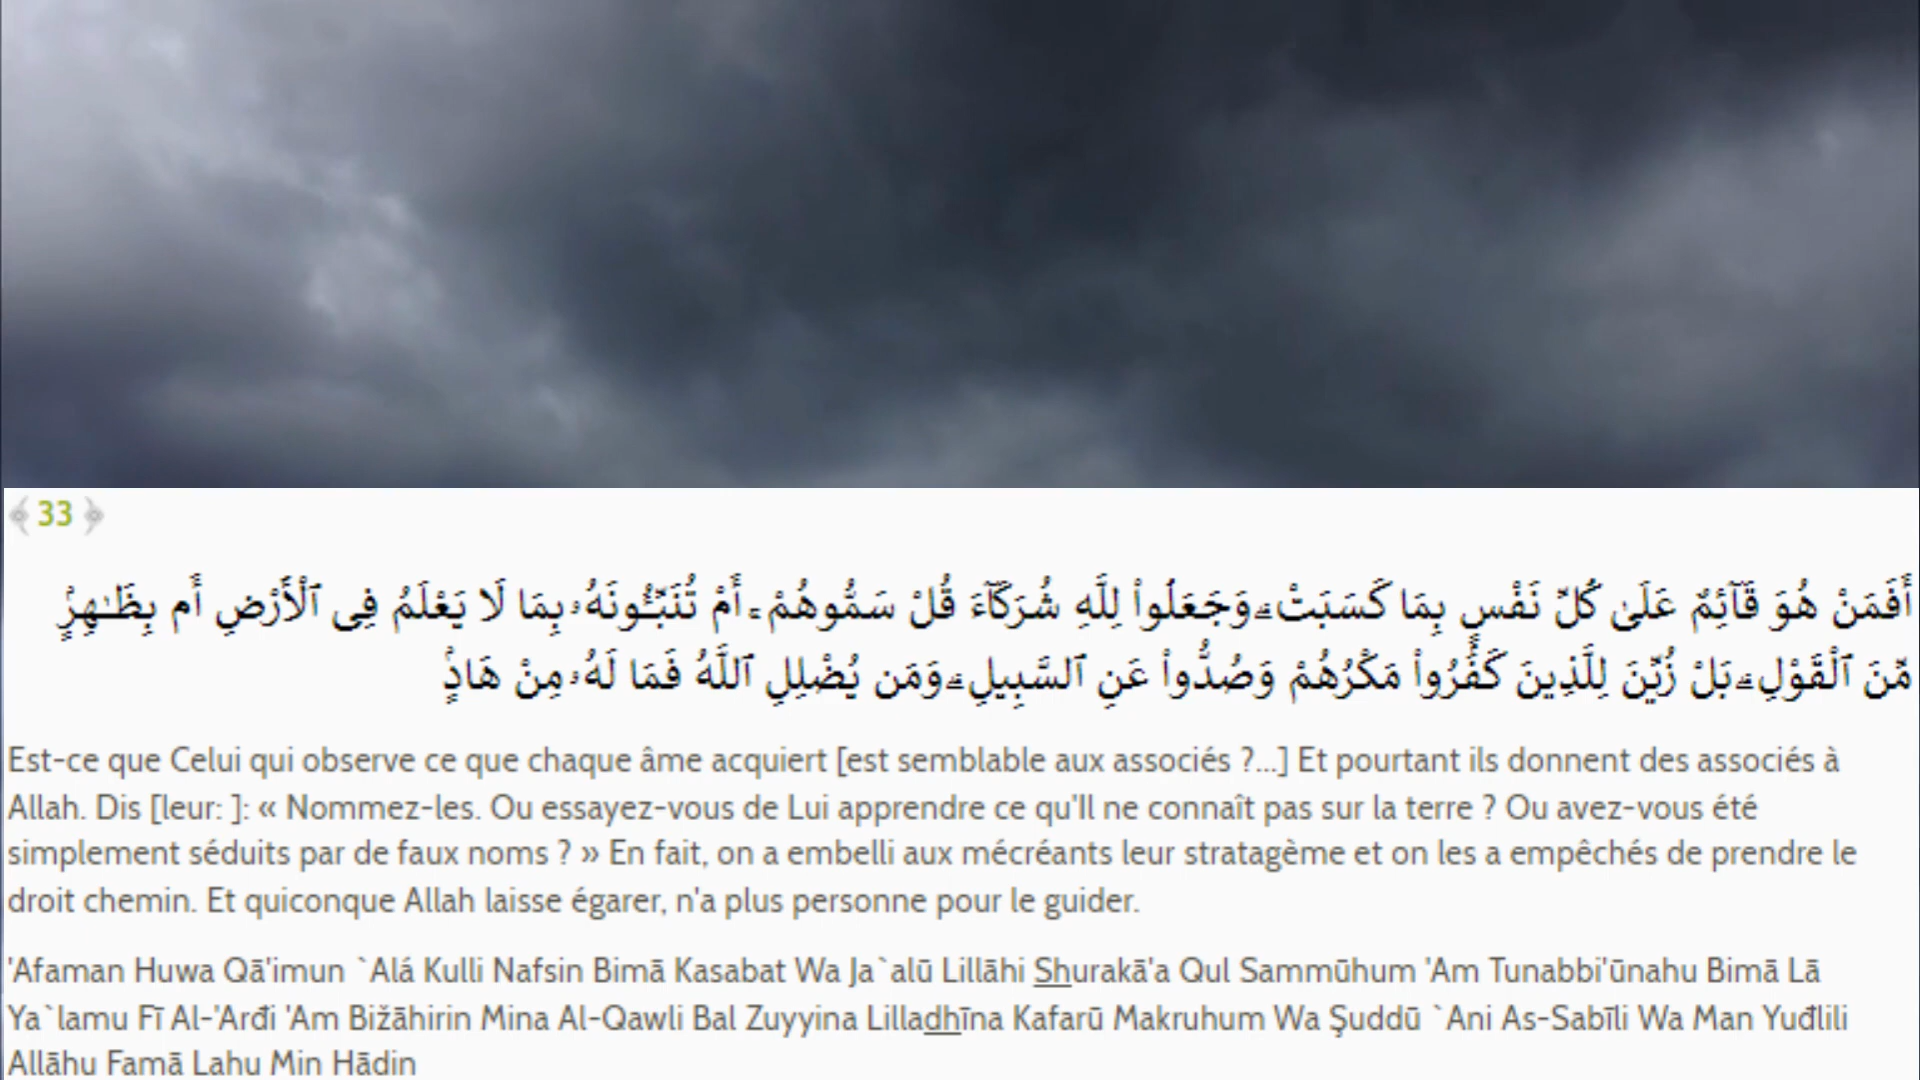 ﴾ 33 ﴿
أَفَمَنْ هُوَ قَآئِمٌ عَلَىٰ كُلِّ نَفْسٍ بِمَا كَسَبَتْ ۗ وَجَعَلُوا۟ لِلَّهِ شُرَكَآءَ قُلْ سَمُّوهُمْ ۚ أَمْ تُنَبِّـُٔونَهُۥ بِمَا لَا يَعْلَمُ فِى ٱلْأَرْضِ أَم بِظَـٰهِرٍ
مِّنَ ٱلْقَوْلِ ۗ بَلْ زُيِّنَ لِلَّذِينَ كَفَرُوا۟ مَكْرُهُمْ وَصُدُّوا۟ عَنِ ٱلسَّبِيلِ ۗ وَمَن يُضْلِلِ ٱللَّهُ فَمَا لَهُۥ مِنْ هَادٍ
Est-ce que Celui qui observe ce que chaque âme acquiert [est semblable aux associés ?...] Et pourtant ils donnent des associés à
Allah. Dis [leur: ]: « Nommez-les. Ou essayez-vous de Lui apprendre ce qu'Il ne connaît pas sur la terre ? Ou avez-vous été
simplement séduits par de faux noms ? » En fait, on a embelli aux mécréants leur stratagème et on les a empêchés de prendre le
droit chemin. Et quiconque Allah laisse égarer, n'a plus personne pour le guider.
'Afaman Huwa Qā'imun `Alá Kulli Nafsin Bimā Kasabat Wa Ja`alū Lillāhi Shurakā'a Qul Sammūhum 'Am Tunabbi'ūnahu Bimā Lā
Ya`lamu Fī Al-'Arđi 'Am Bižāhirin Mina Al-Qawli Bal Zuyyina Lilladhīna Kafarū Makruhum Wa Şuddū `Ani As-Sabīli Wa Man Yuđlili
Allāhu Famā Lahu Min Hādin